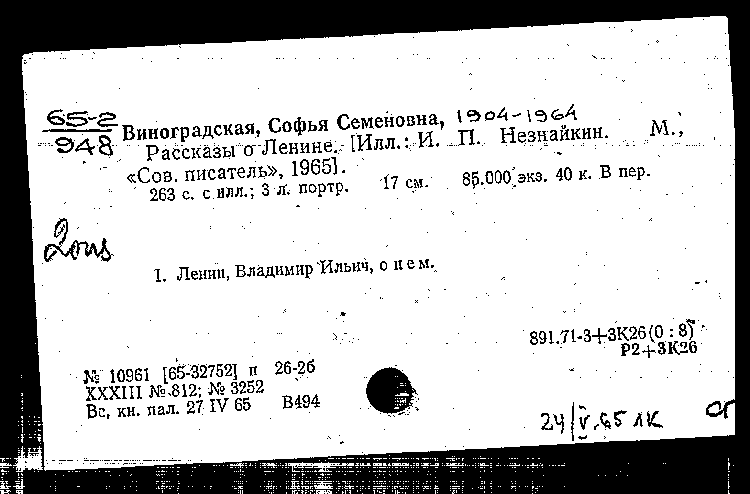 65-2
948
Виноградская, Софья Семеновна, 1904-1964
Рассказы о Ленине. [Илл.: И. П. Незнайкин. М.,
«Сов. писатель», 1965].
263 с. с илл.; 3 л. портр. 17 см. 85.000 экз. 40 к. В пер.
1. Ленин, Владимир Ильич, о нем.
891.71-3+3К26(0 : 8)
Р2+3К26
№ 10961 [65-32752] п 26-2б
XXXIII № 812; № 3252
Вс. кн. пал. 27 IV 65 В494
24/V.65 ЛК